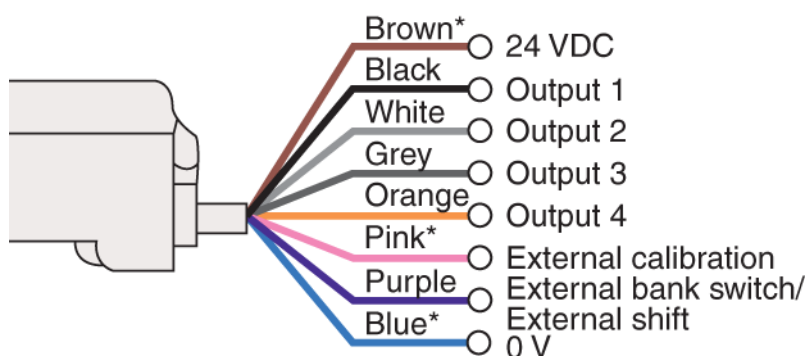 Brown* 24 VDC
Black Output 1
White Output 2
Grey Output 3
Orange Output 4
Pink* External calibration
Purple External bank switch/
External shift
Blue* 0 V